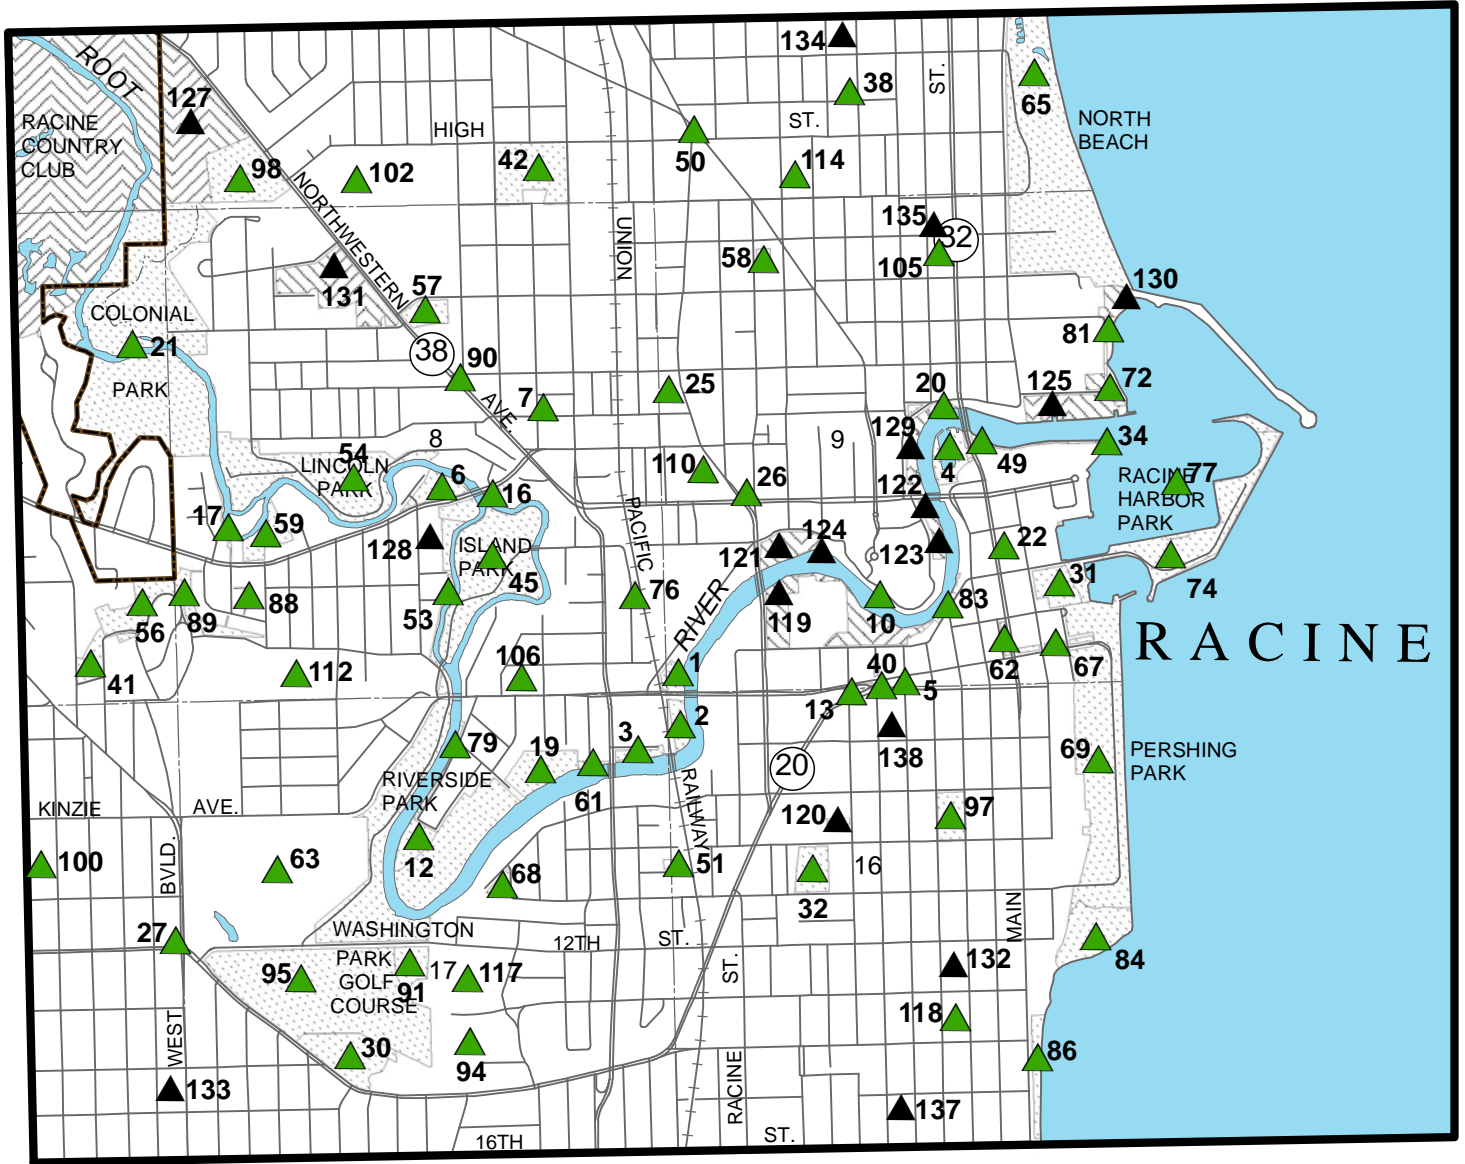 134
38
ST.
65
NORTH
BEACH
ROOT
127
RACINE
COUNTRY
CLUB
HIGH
ST.
98
102
42
50
114
NORTHWESTERN
135
32
105
UNION
58
131
57
130
COLONIAL
21
81
38
90
PARK
7
AVE.
25
20
125
72
8
9
129
34
54
LINCOLN
PARK
6
16
110
26
4
49
RACINE
HARBOR
PARK
77
17
59
128
ISLAND
PARK
45
PACIFIC
122
124
121
123
22
74
56
89
88
53
76
RIVER
119
10
83
31
RACINE
41
112
106
1
40
5
62
67
13
2
3
138
79
19
61
20
69
PERSHING
PARK
RIVERSIDE
PARK
RAILWAY
KINZIE
AVE.
120
97
100
BVLD.
63
12
68
51
16
32
MAIN
27
WASHINGTON
12TH
ST.
84
95
PARK
GOLF
COURSE
91
17
117
ST.
132
118
WEST
30
94
86
133
RACINE
137
16TH
ST.